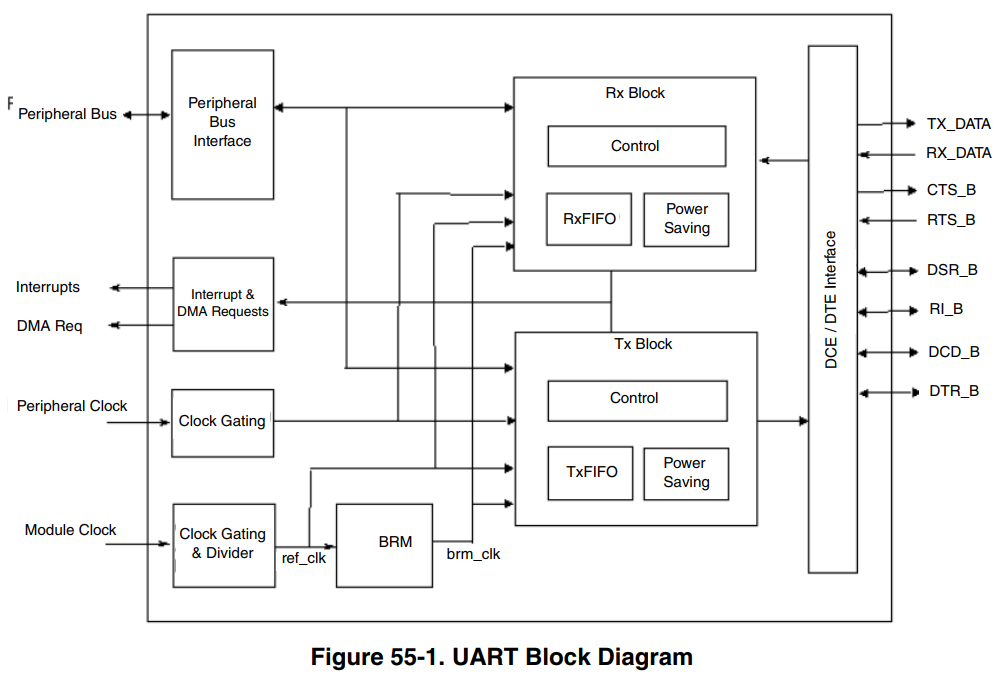 Peripheral Bus
Peripheral
Bus
Interface
Rx Block
Control
RxFIFO
Power
Saving
TX_DATA
RX_DATA
CTS_B
RTS_B
DSR_B
RI_B
DCD_B
DTR_B
DCE / DTE Interface
Interrupts
DMA Req
Interrupt &
DMA Requests
Tx Block
Control
TxFIFO
Power
Saving
Peripheral Clock
Clock Gating
Module Clock
Clock Gating
& Divider
ref_clk
BRM
brm_clk
Figure 55-1. UART Block Diagram